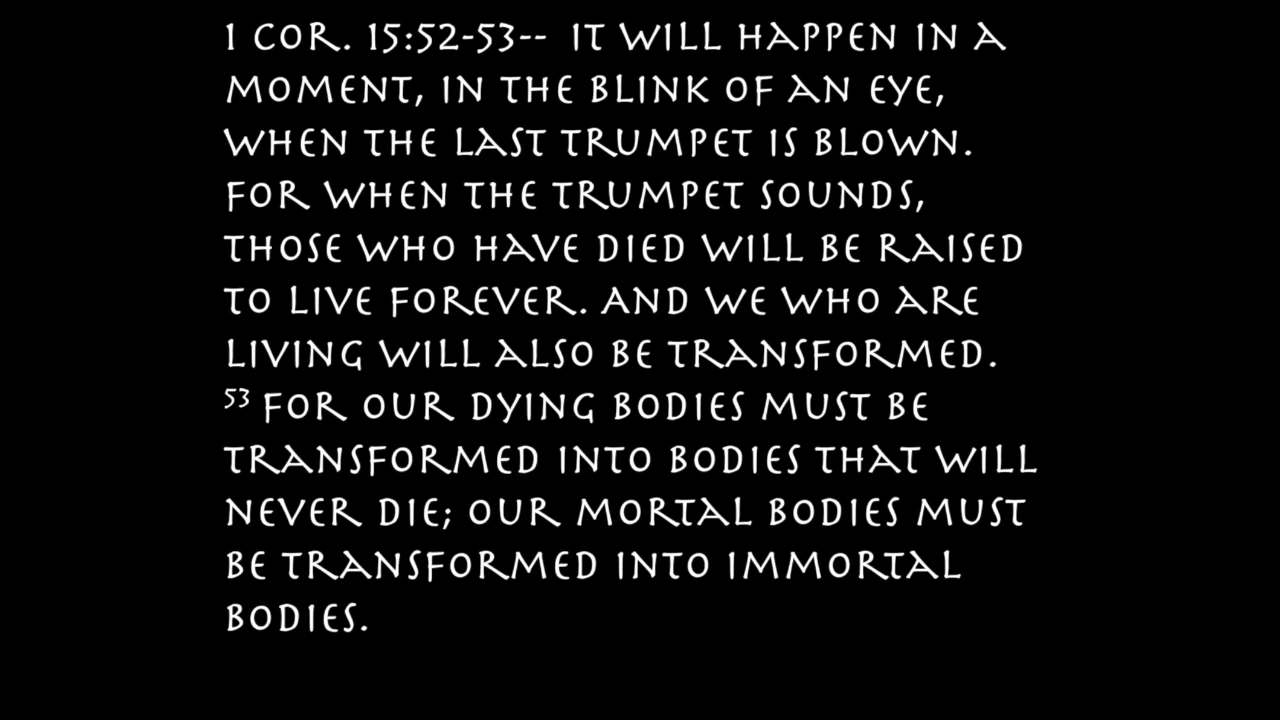 1 COR. 15:52-53-- IT WILL HAPPEN IN A
MOMENT, IN THE BLINK OF AN EYE,
WHEN THE LAST TRUMPET IS BLOWN.
FOR WHEN THE TRUMPET SOUNDS,
THOSE WHO HAVE DIED WILL BE RAISED
TO LIVE FOREVER. AND WE WHO ARE
LIVING WILL ALSO BE TRANSFORMED.
53 FOR OUR DYING BODIES MUST BE
TRANSFORMED INTO BODIES THAT WILL
NEVER DIE; OUR MORTAL BODIES MUST
BE TRANSFORMED INTO IMMORTAL
BODIES.